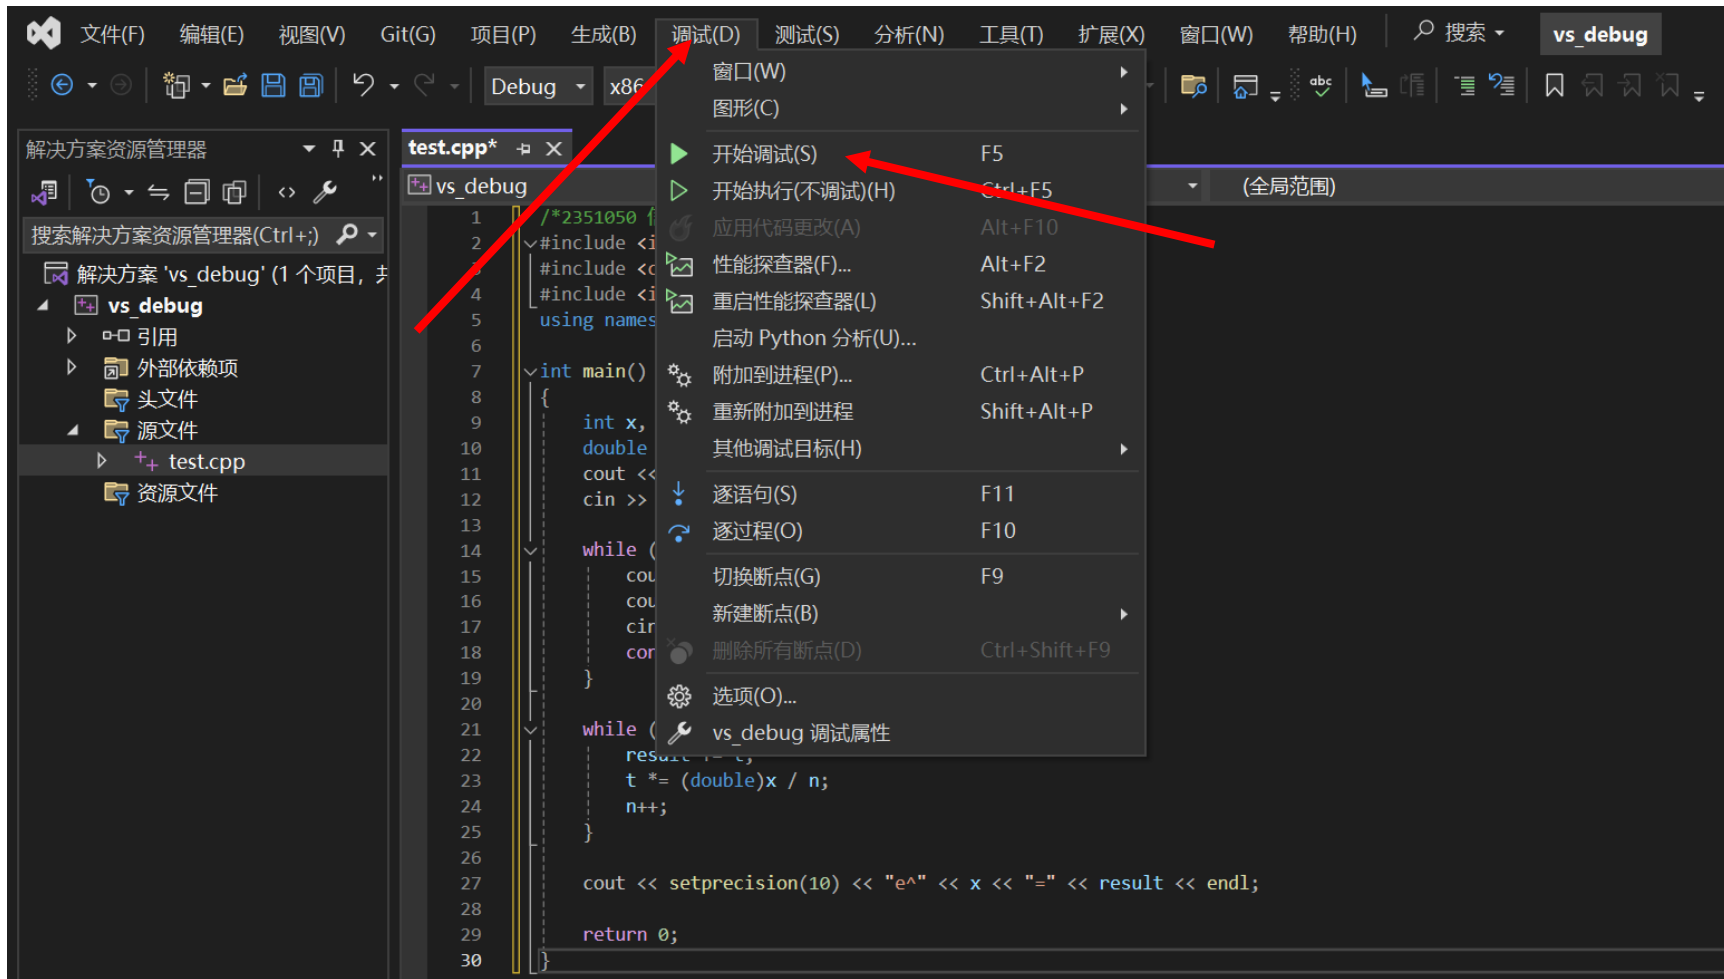 文件(F) 编辑(E) 视图(V) Git(G) 项目(P) 生成(B) 调试(D) 测试(S) 分析(N) 工具(T) 扩展(X) 窗口(W) 帮助(H) 搜索 vs_debug
Debug x86
解决方案资源管理器
搜索解决方案资源管理器(Ctrl+;)
解决方案 'vs_debug' (1 个项目，
vs_debug
引用
外部依赖项
头文件
源文件
test.cpp
资源文件
test.cpp*
vs_debug (全局范围)
1 /*2351050
2 #include <i
3 #include <c
4 #include <i
5 using names
6
7 int main()
8 {
9 int x,
10 double
11 cout <<
12 cin >>
13
14 while (
15 cou
16 cou
17 cin
18 con
19 }
20
21 while (
22 result += t;
23 t *= (double)x / n;
24 n++;
25 }
26
27 cout << setprecision(10) << "e^" << x << "=" << result << endl;
28
29 return 0;
30 }
窗口(W)
图形(C)
开始调试(S) F5
开始执行(不调试)(H) Ctrl+F5
应用代码更改(A) Alt+F10
性能探查器(F)... Alt+F2
重启性能探查器(L) Shift+Alt+F2
启动 Python 分析(U)...
附加到进程(P)... Ctrl+Alt+P
重新附加到进程 Shift+Alt+P
其他调试目标(H)
逐语句(S) F11
逐过程(O) F10
切换断点(G) F9
新建断点(B)
删除所有断点(D) Ctrl+Shift+F9
选项(O)...
vs_debug 调试属性
abc